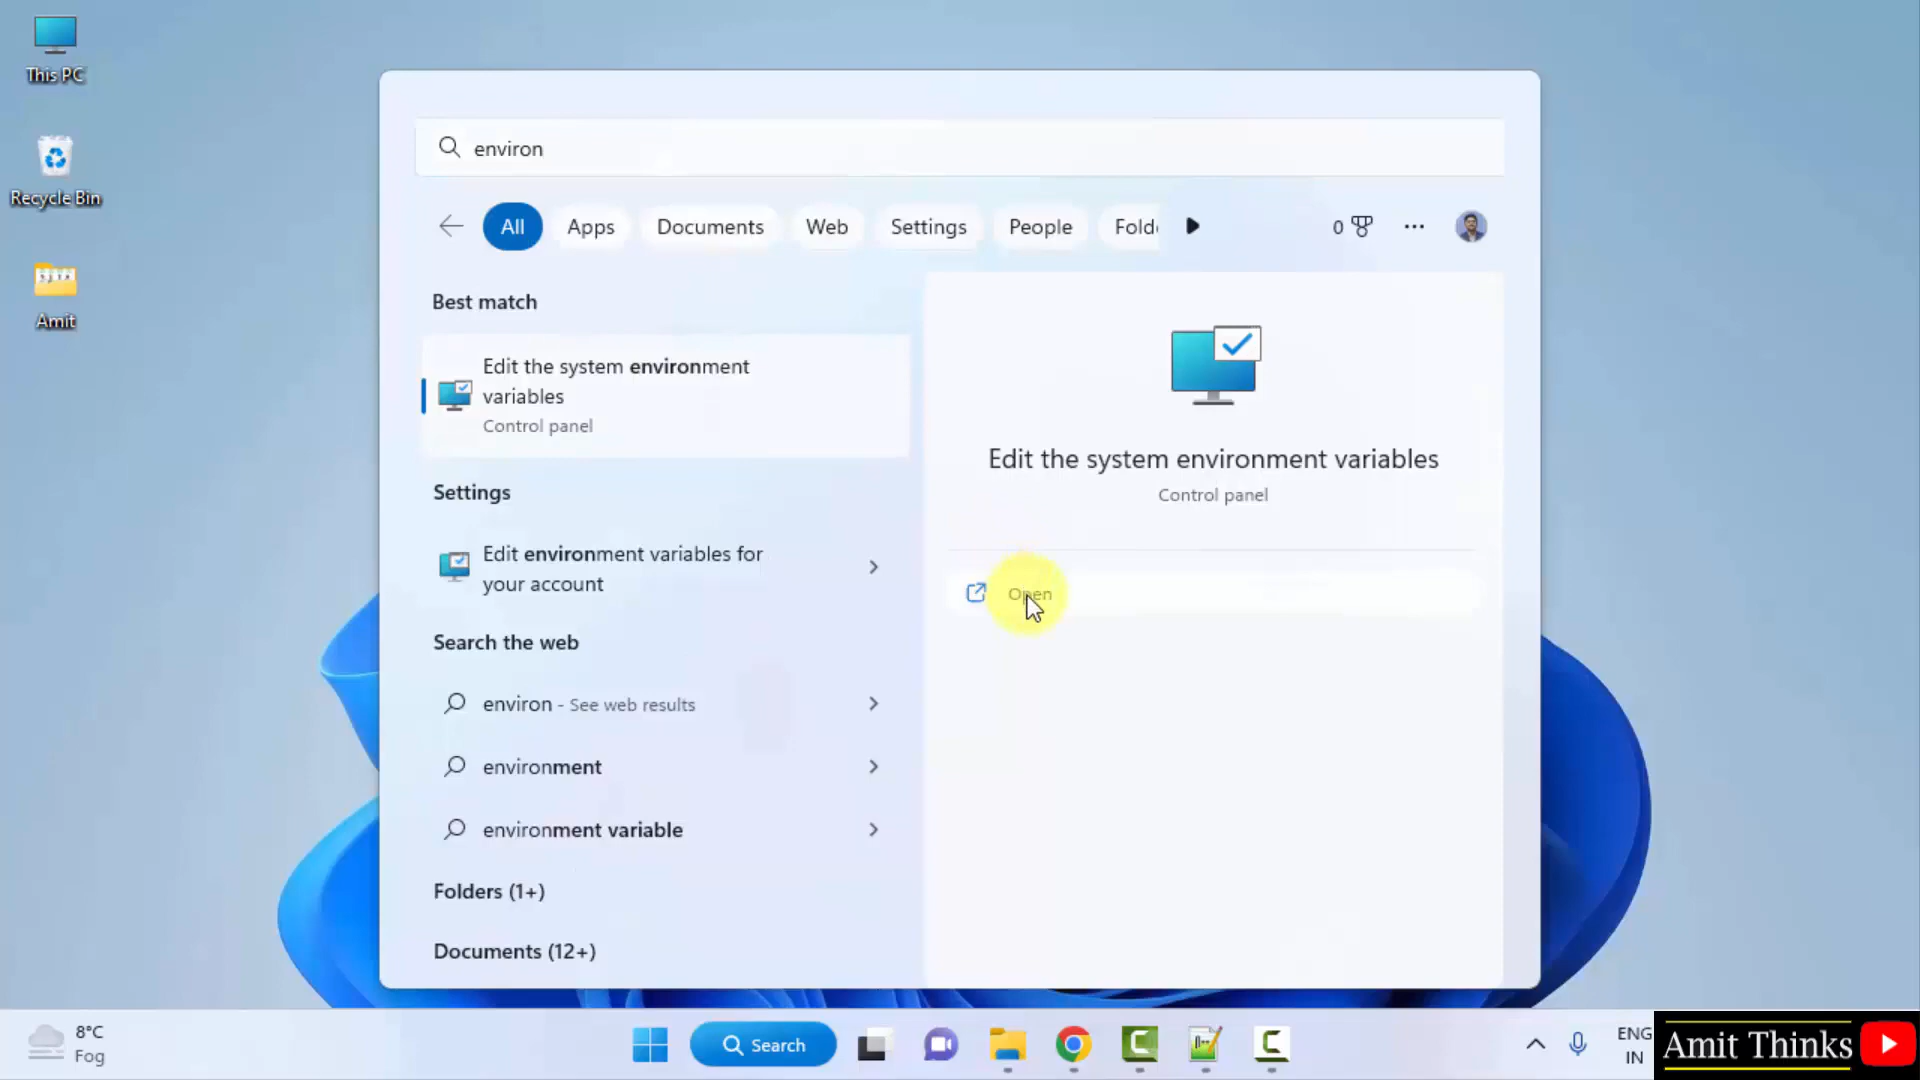 This PC
Recycle Bin
Amit
environ
All
Apps
Documents
Web
Settings
People
Fold
0
Best match
Edit the system environment
variables
Control panel
Settings
Edit environment variables for
your account
Search the web
environ - See web results
environment
environment variable
Folders (1+)
Documents (12+)
Edit the system environment variables
Control panel
Open
8°C
Fog
Search
ENG
IN
Amit Thinks